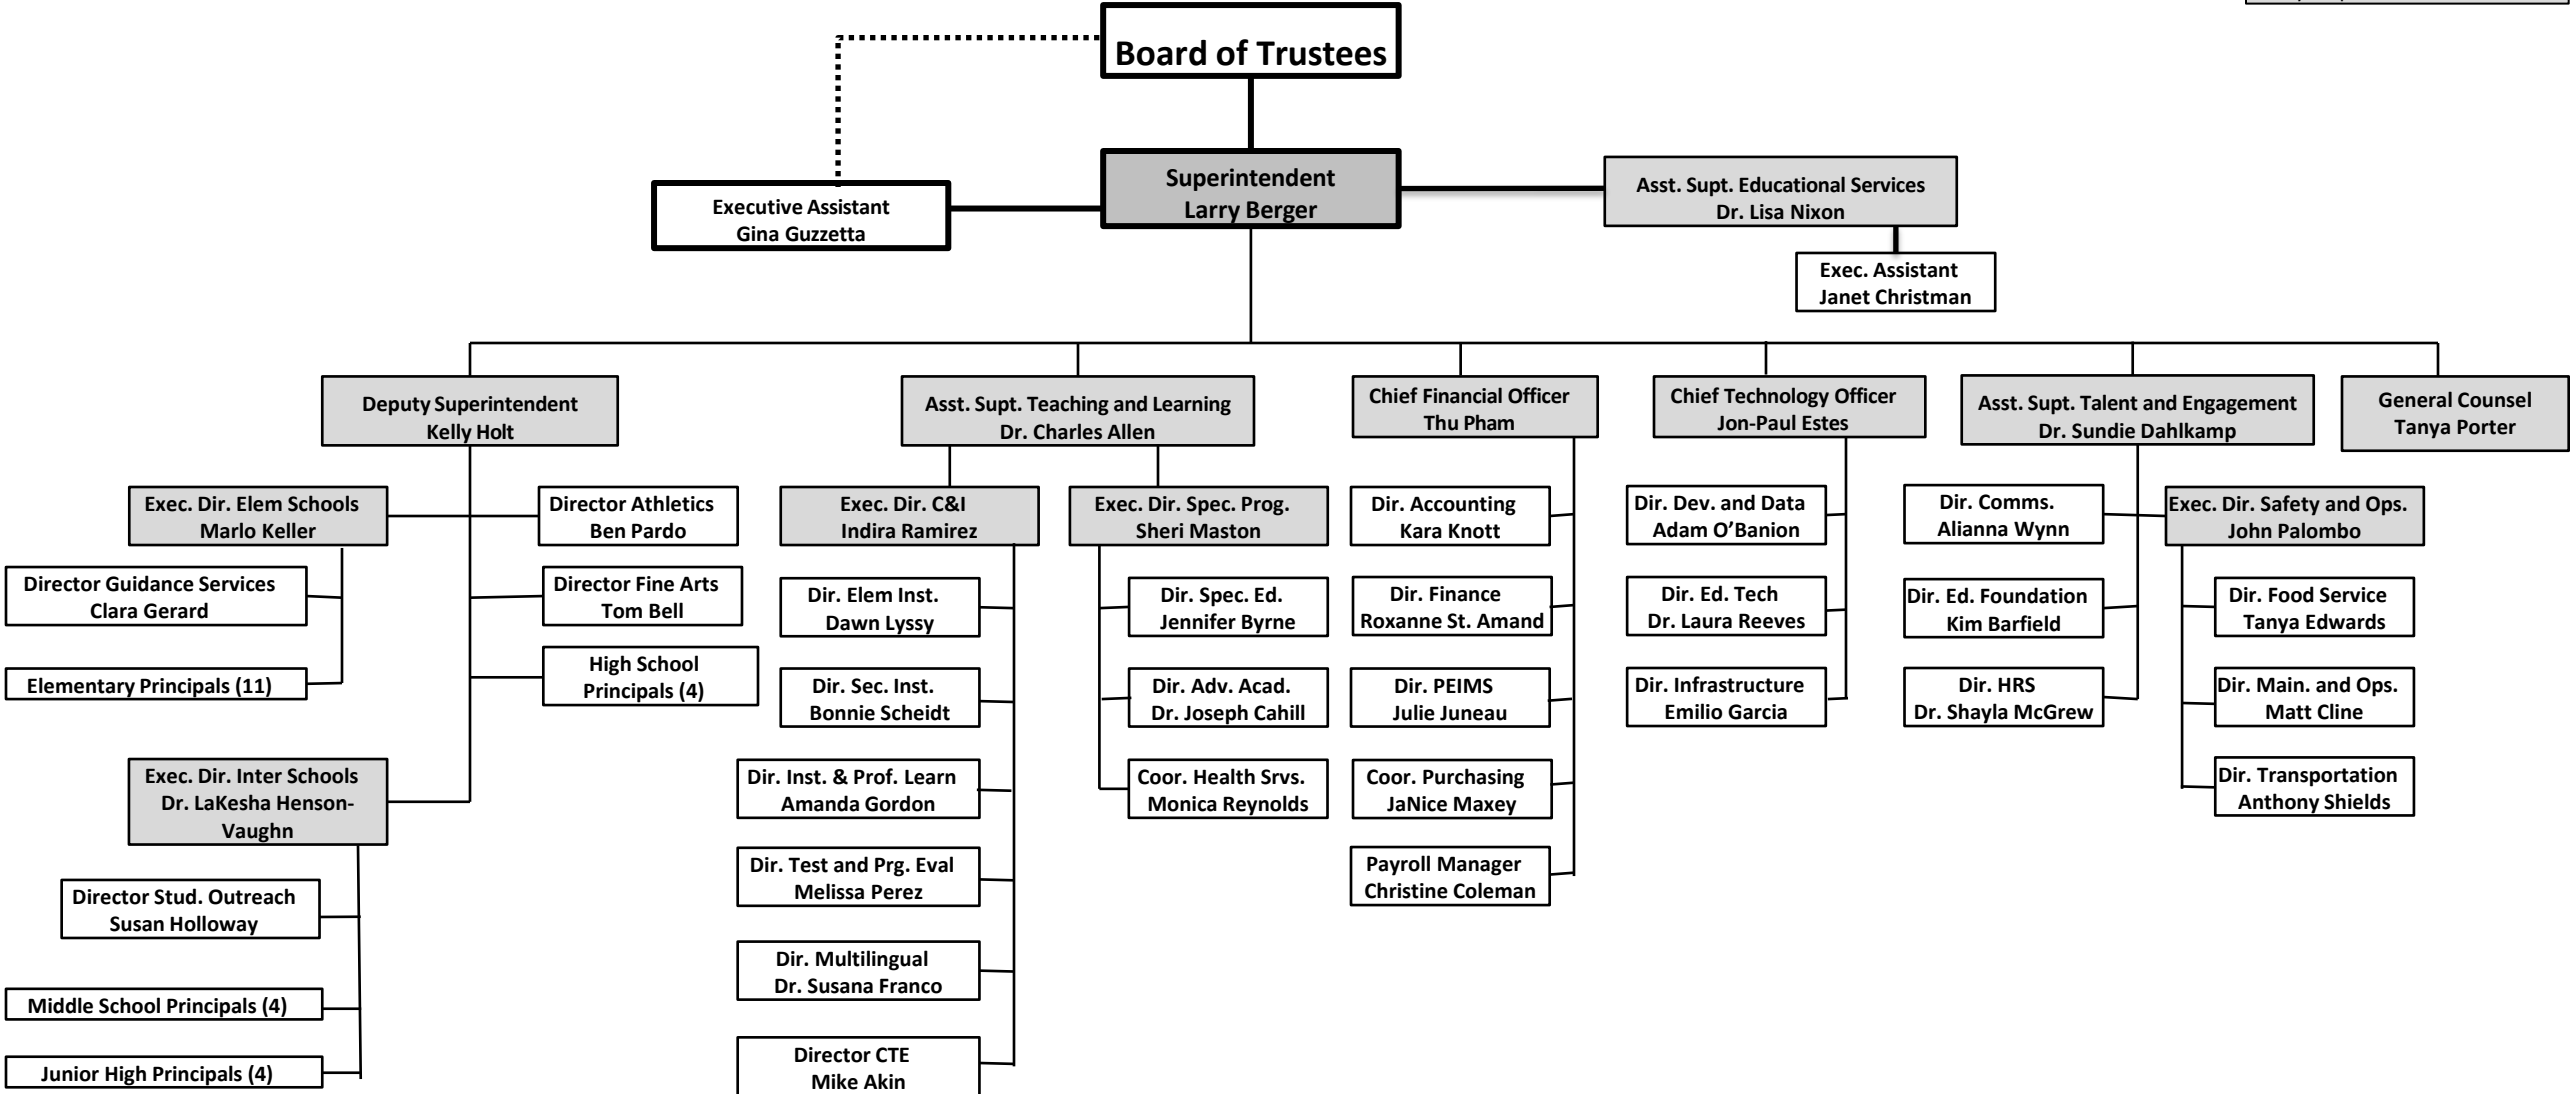 Board of Trustees
Superintendent
Larry Berger
Executive Assistant
Gina Guzzetta
Asst. Supt. Educational Services
Dr. Lisa Nixon
Exec. Assistant
Janet Christman
Deputy Superintendent
Kelly Holt
Asst. Supt. Teaching and Learning
Dr. Charles Allen
Chief Financial Officer
Thu Pham
Chief Technology Officer
Jon-Paul Estes
Asst. Supt. Talent and Engagement
Dr. Sundie Dahlkamp
General Counsel
Tanya Porter
Exec. Dir. Elem Schools
Marlo Keller
Director Athletics
Ben Pardo
Director Guidance Services
Clara Gerard
Director Fine Arts
Tom Bell
Elementary Principals (11)
High School
Principals (4)
Exec. Dir. Inter Schools
Dr. LaKesha Henson-
Vaughn
Director Stud. Outreach
Susan Holloway
Middle School Principals (4)
Junior High Principals (4)
Exec. Dir. C&I
Indira Ramirez
Dir. Elem Inst.
Dawn Lyssy
Dir. Sec. Inst.
Bonnie Scheidt
Dir. Inst. & Prof. Learn
Amanda Gordon
Dir. Test and Prg. Eval
Melissa Perez
Dir. Multilingual
Dr. Susana Franco
Director CTE
Mike Akin
Exec. Dir. Spec. Prog.
Sheri Maston
Dir. Spec. Ed.
Jennifer Byrne
Dir. Adv. Acad.
Dr. Joseph Cahill
Coor. Health Srvs.
Monica Reynolds
Dir. Accounting
Kara Knott
Dir. Finance
Roxanne St. Amand
Dir. PEIMS
Julie Juneau
Coor. Purchasing
JaNice Maxey
Payroll Manager
Christine Coleman
Dir. Dev. and Data
Adam O’Banion
Dir. Ed. Tech
Dr. Laura Reeves
Dir. Infrastructure
Emilio Garcia
Dir. Comms.
Alianna Wynn
Dir. Ed. Foundation
Kim Barfield
Dir. HRS
Dr. Shayla McGrew
Exec. Dir. Safety and Ops.
John Palombo
Dir. Food Service
Tanya Edwards
Dir. Main. and Ops.
Matt Cline
Dir. Transportation
Anthony Shields